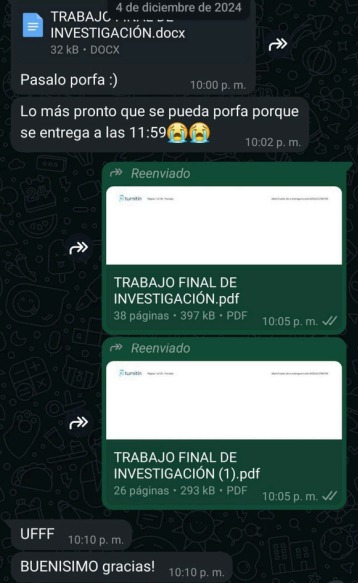 4 de diciembre de 2024
TRABAJO FINAL DE
INVESTIGACIÓN.docx
32 kB • DOCX
Pasalo porfa :)
10:00 p. m.
Lo más pronto que se pueda porfa porque
se entrega a las 11:59😭😭
10:02 p. m.
Reenviado
turnitin
TRABAJO FINAL DE
INVESTIGACIÓN.pdf
38 páginas • 397 kB • PDF
10:05 p. m.
Reenviado
turnitin
TRABAJO FINAL DE
INVESTIGACIÓN (1).pdf
26 páginas • 293 kB • PDF
10:05 p. m.
UFFF
10:10 p. m.
BUENISIMO gracias!
10:10 p. m.